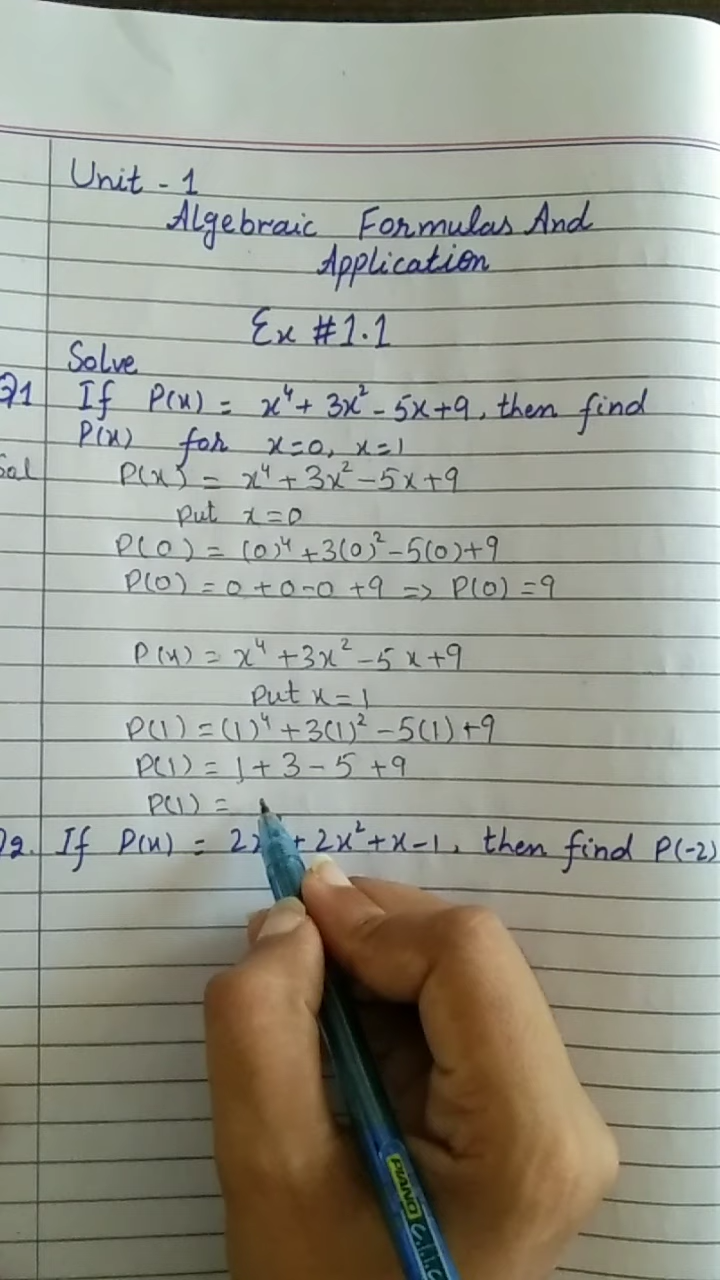 Unit - 1
Algebraic Formulas And
Application
Ex #1.1
Solve
Q1 If P(x) = x⁴ + 3x² - 5x + 9, then find
P(x) for x=0, x=1
Sol P(x) = x⁴ + 3x² - 5x + 9
put x=0
P(0) = (0)⁴ + 3(0)² - 5(0) + 9
P(0) = 0 + 0 - 0 + 9 => P(0) = 9
P(x) = x⁴ + 3x² - 5x + 9
Put x=1
P(1) = (1)⁴ + 3(1)² - 5(1) + 9
P(1) = 1 + 3 - 5 + 9
P(1) =
Q2. If P(x) = 2x + 2x² + x - 1, then find P(-2)
PIANO